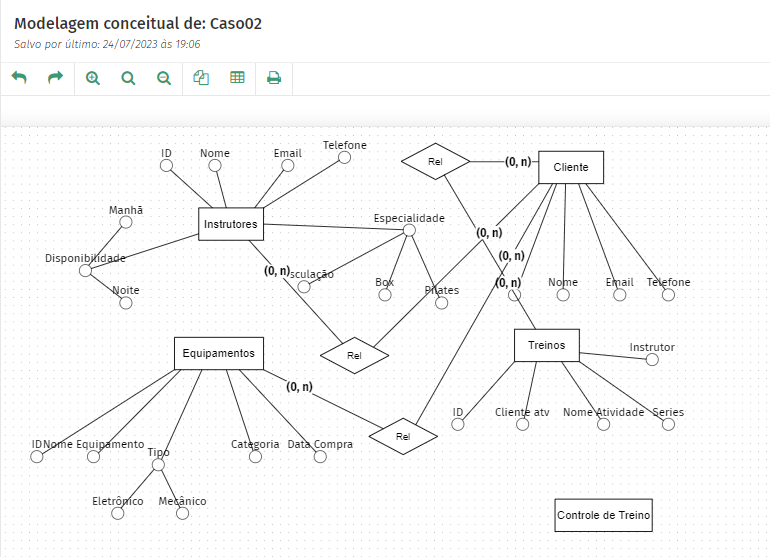 Modelagem conceitual de: Caso02
Salvo por último: 24/07/2023 às 19:06
ID
Nome
Email
Telefone
Instrutores
Manhã
Disponibilidade
Noite
Especialidade
sculação
Box
Pilates
(0, n)
Rel
Rel
(0, n)
Cliente
(0, n)
(0, n)
(0, n)
Nome
Email
Telefone
Equipamentos
(0, n)
Rel
ID
Nome Equipamento
Tipo
Categoria
Data Compra
Eletrônico
Mecânico
Treinos
Instrutor
ID
Cliente atv
Nome Atividade
Series
Controle de Treino